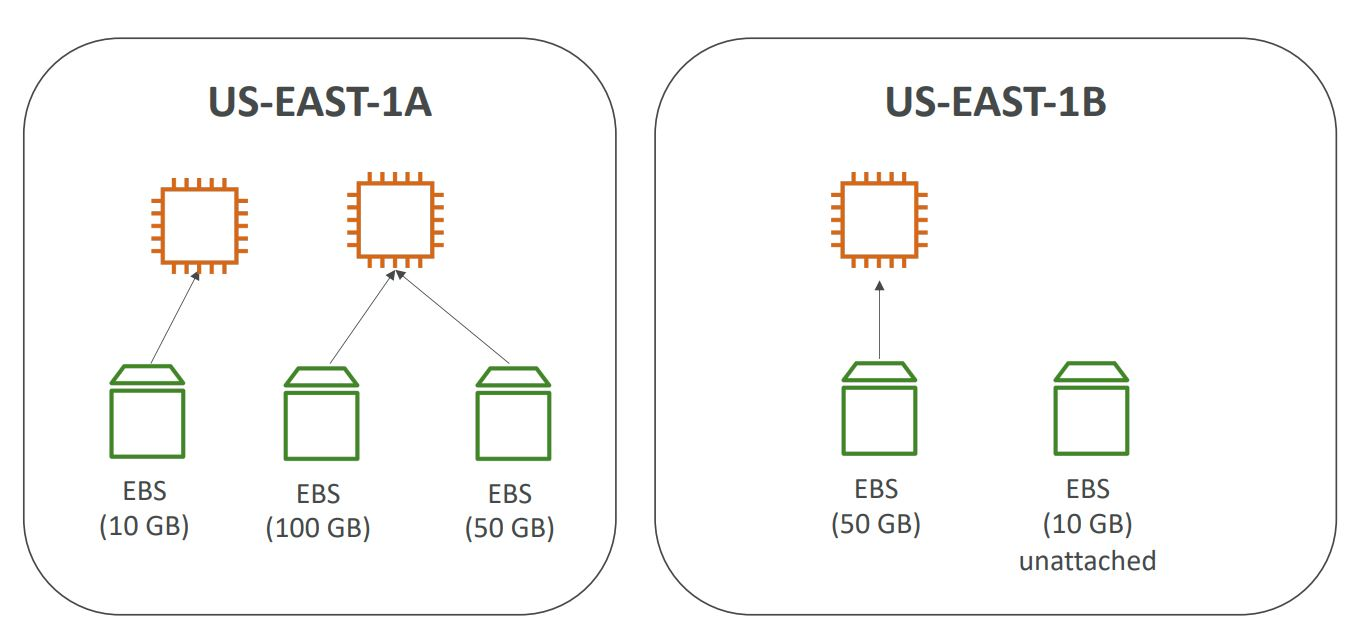 US-EAST-1A
EBS
(10 GB)
EBS
(100 GB)
EBS
(50 GB)
US-EAST-1B
EBS
(50 GB)
EBS
(10 GB)
unattached